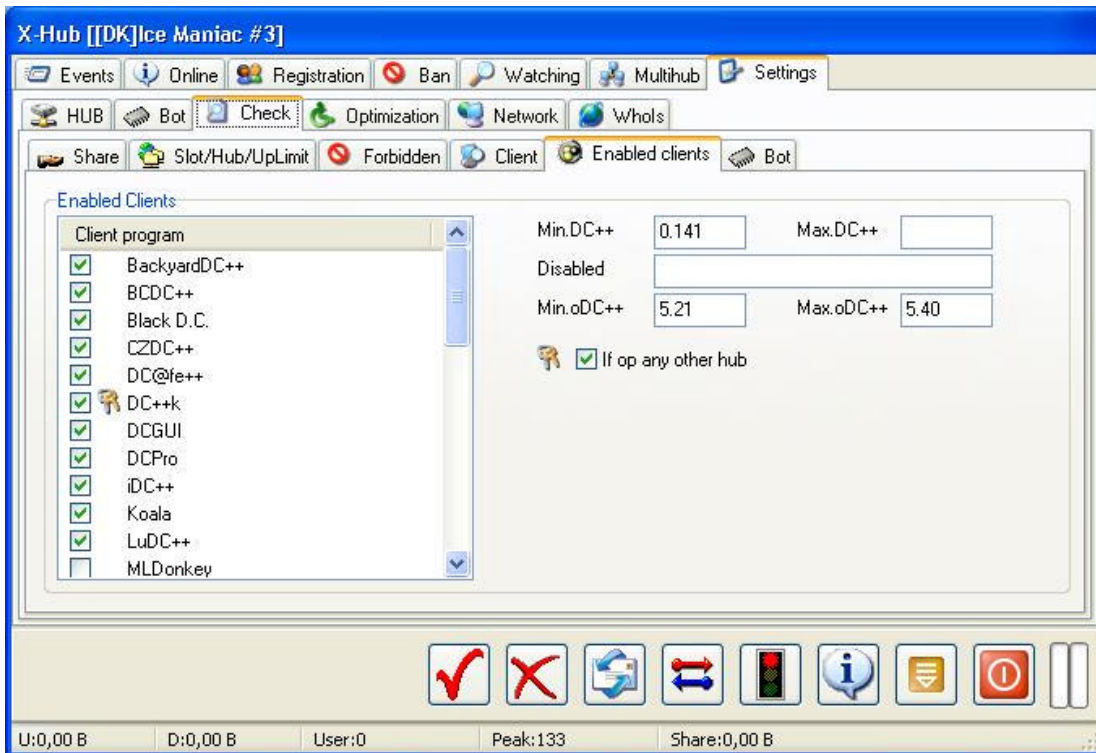 X-Hub [[DK]Ice Maniac #3]
Events Online Registration Ban Watching Multihub Settings
HUB Bot Check Optimization Network WhoIs
Share Slot/Hub/UpLimit Forbidden Client Enabled clients Bot
Enabled Clients
Client program
BackyardDC++
BCDC++
Black D.C.
CZDC++
DC@fe++
DC++k
DCGUI
DCPro
iDC++
Koala
LuDC++
MLDonkey
Min.DC++ 0.141 Max.DC++
Disabled
Min.oDC++ 5.21 Max.oDC++ 5.40
If op any other hub
U:0,00 B D:0,00 B User:0 Peak:133 Share:0,00 B